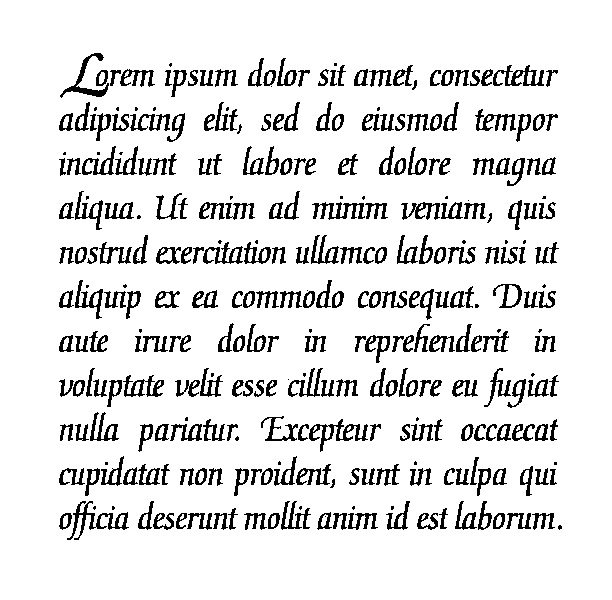 Lorem ipsum dolor sit amet, consectetur
adipisicing elit, sed do eiusmod tempor
incididunt ut labore et dolore magna
aliqua. Ut enim ad minim veniam, quis
nostrud exercitation ullamco laboris nisi ut
aliquip ex ea commodo consequat. Duis
aute irure dolor in reprehenderit in
voluptate velit esse cillum dolore eu fugiat
nulla pariatur. Excepteur sint occaecat
cupidatat non proident, sunt in culpa qui
officia deserunt mollit anim id est laborum.